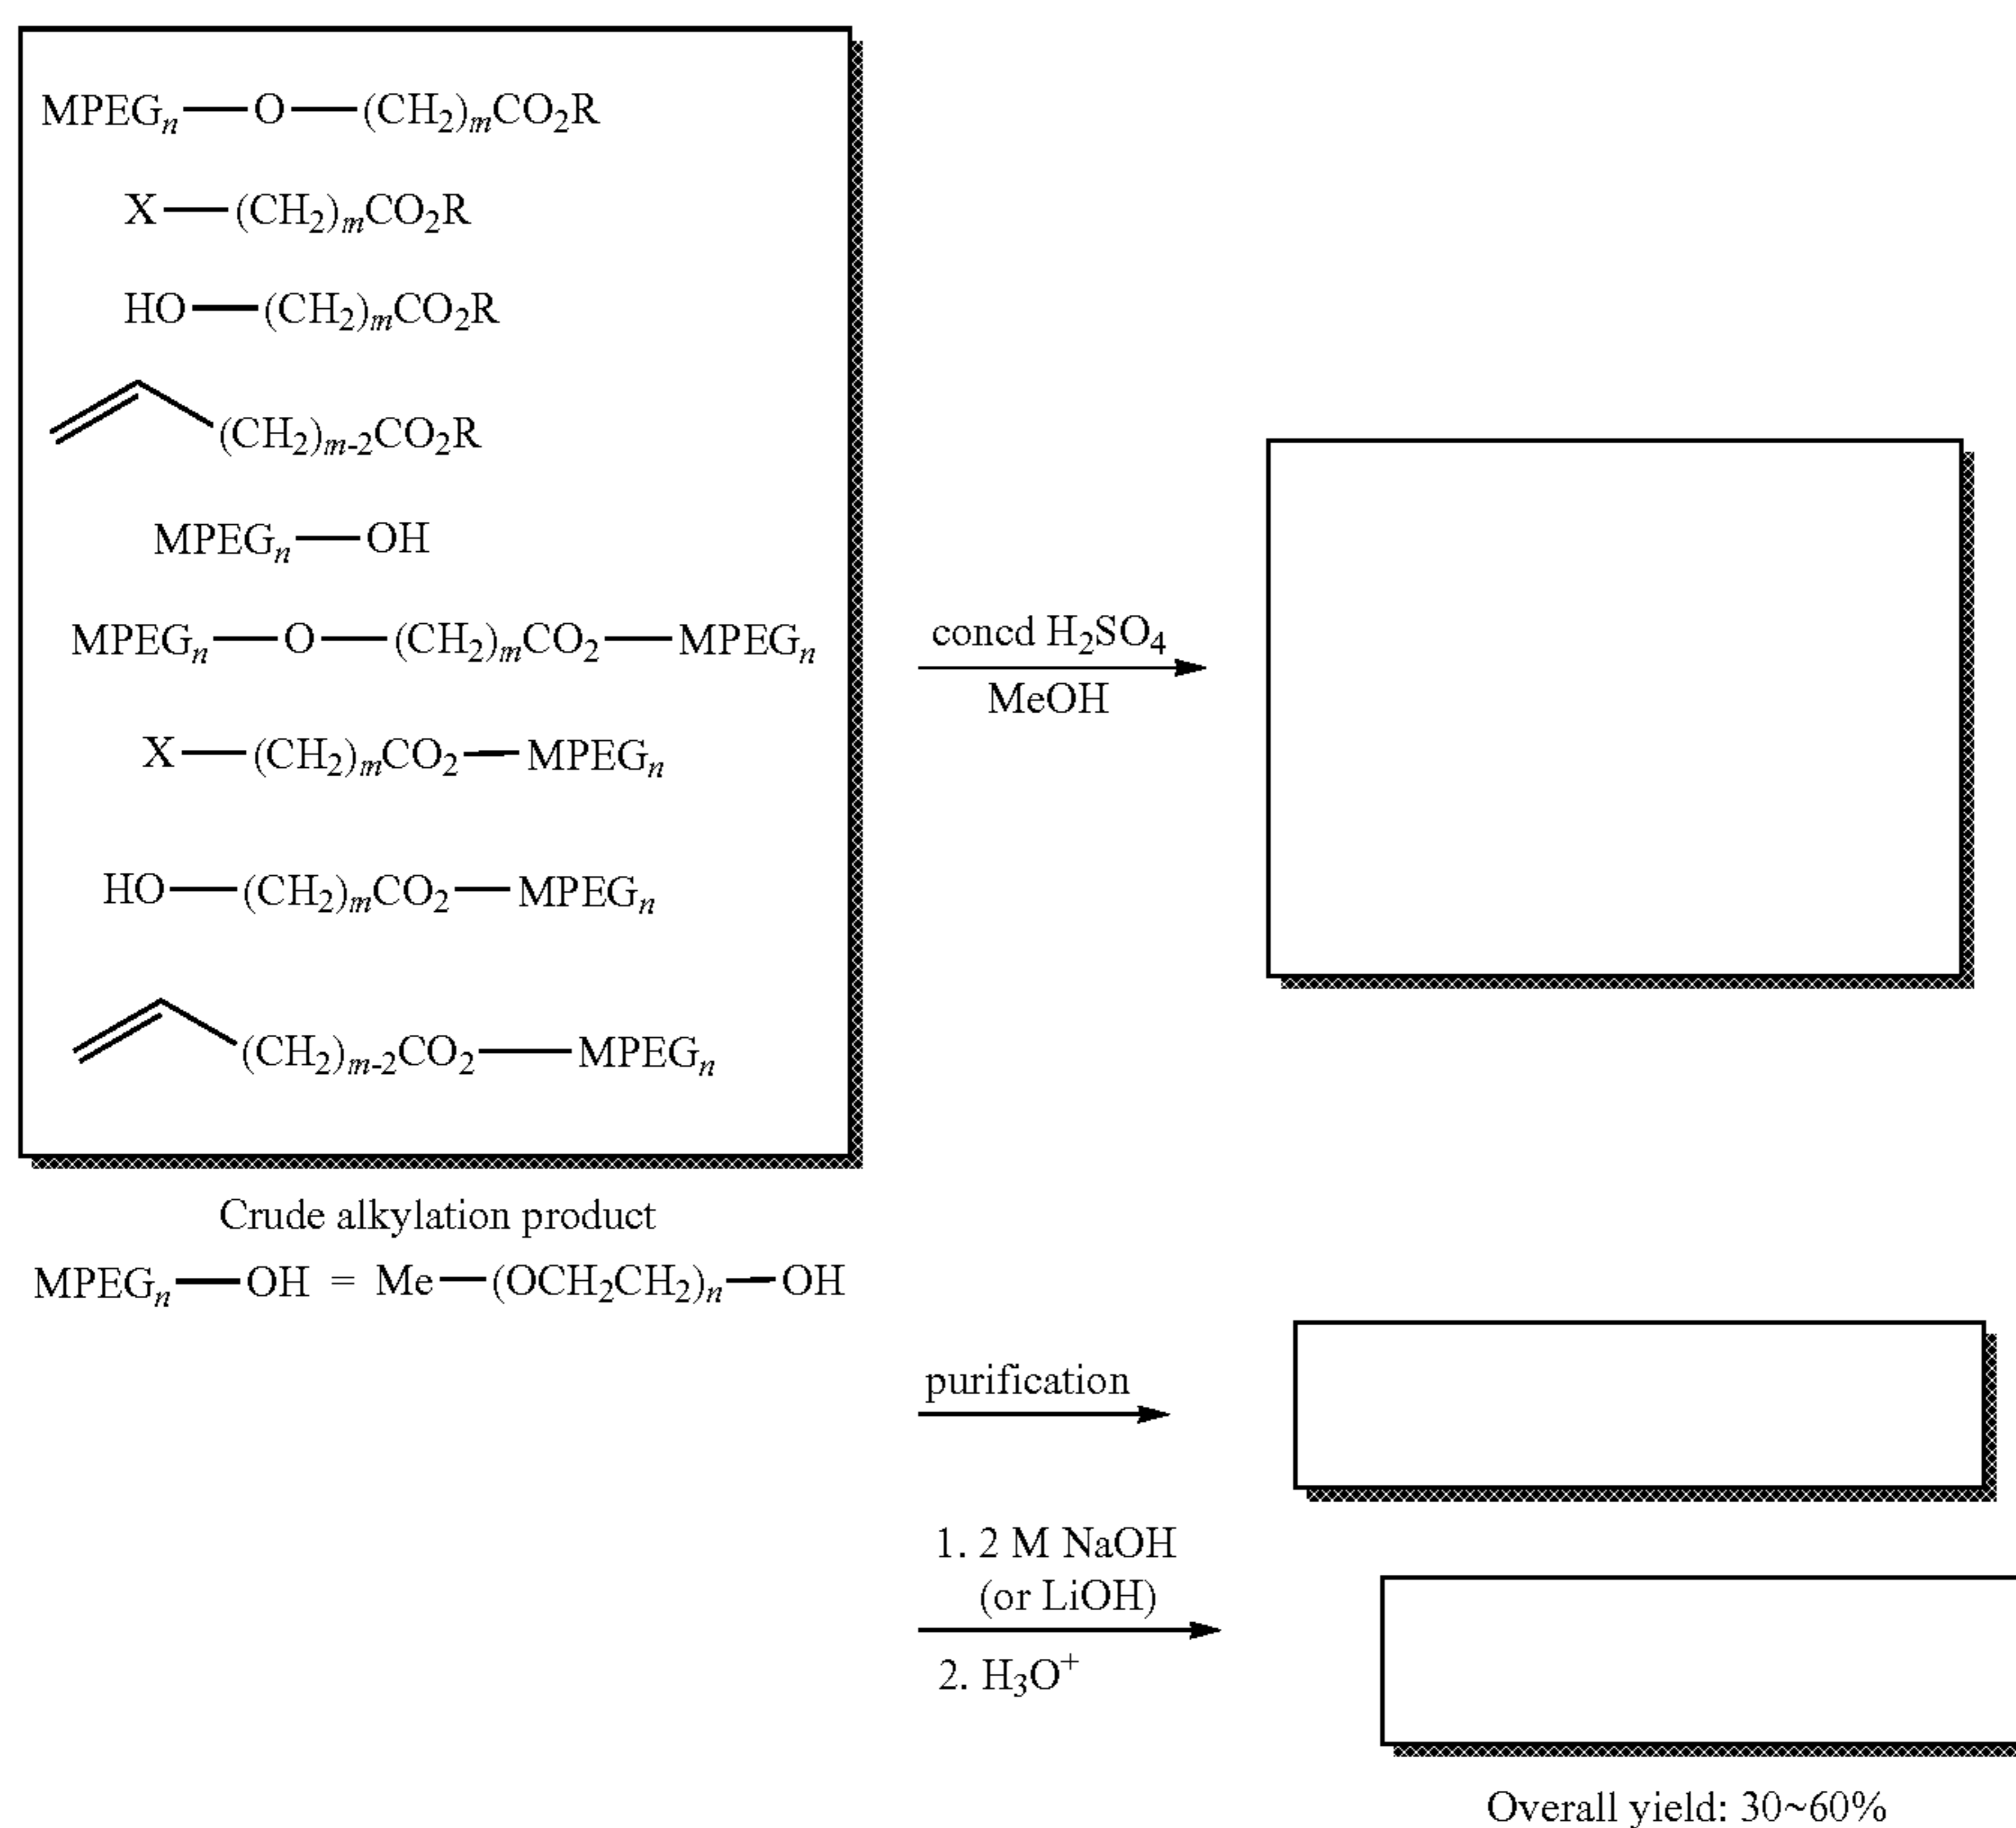 MPEGₙ—O—(CH₂)ₘCO₂R
X—(CH₂)ₘCO₂R
HO—(CH₂)ₘCO₂R
(CH₂)ₘ₋₂CO₂R
MPEGₙ—OH
MPEGₙ—O—(CH₂)ₘCO₂—MPEGₙ
X—(CH₂)ₘCO₂—MPEGₙ
HO—(CH₂)ₘCO₂—MPEGₙ
(CH₂)ₘ₋₂CO₂—MPEGₙ
Crude alkylation product
MPEGₙ—OH = Me—(OCH₂CH₂)ₙ—OH
concd H₂SO₄
MeOH
purification
1. 2 M NaOH
(or LiOH)
2. H₃O⁺
Overall yield: 30~60%